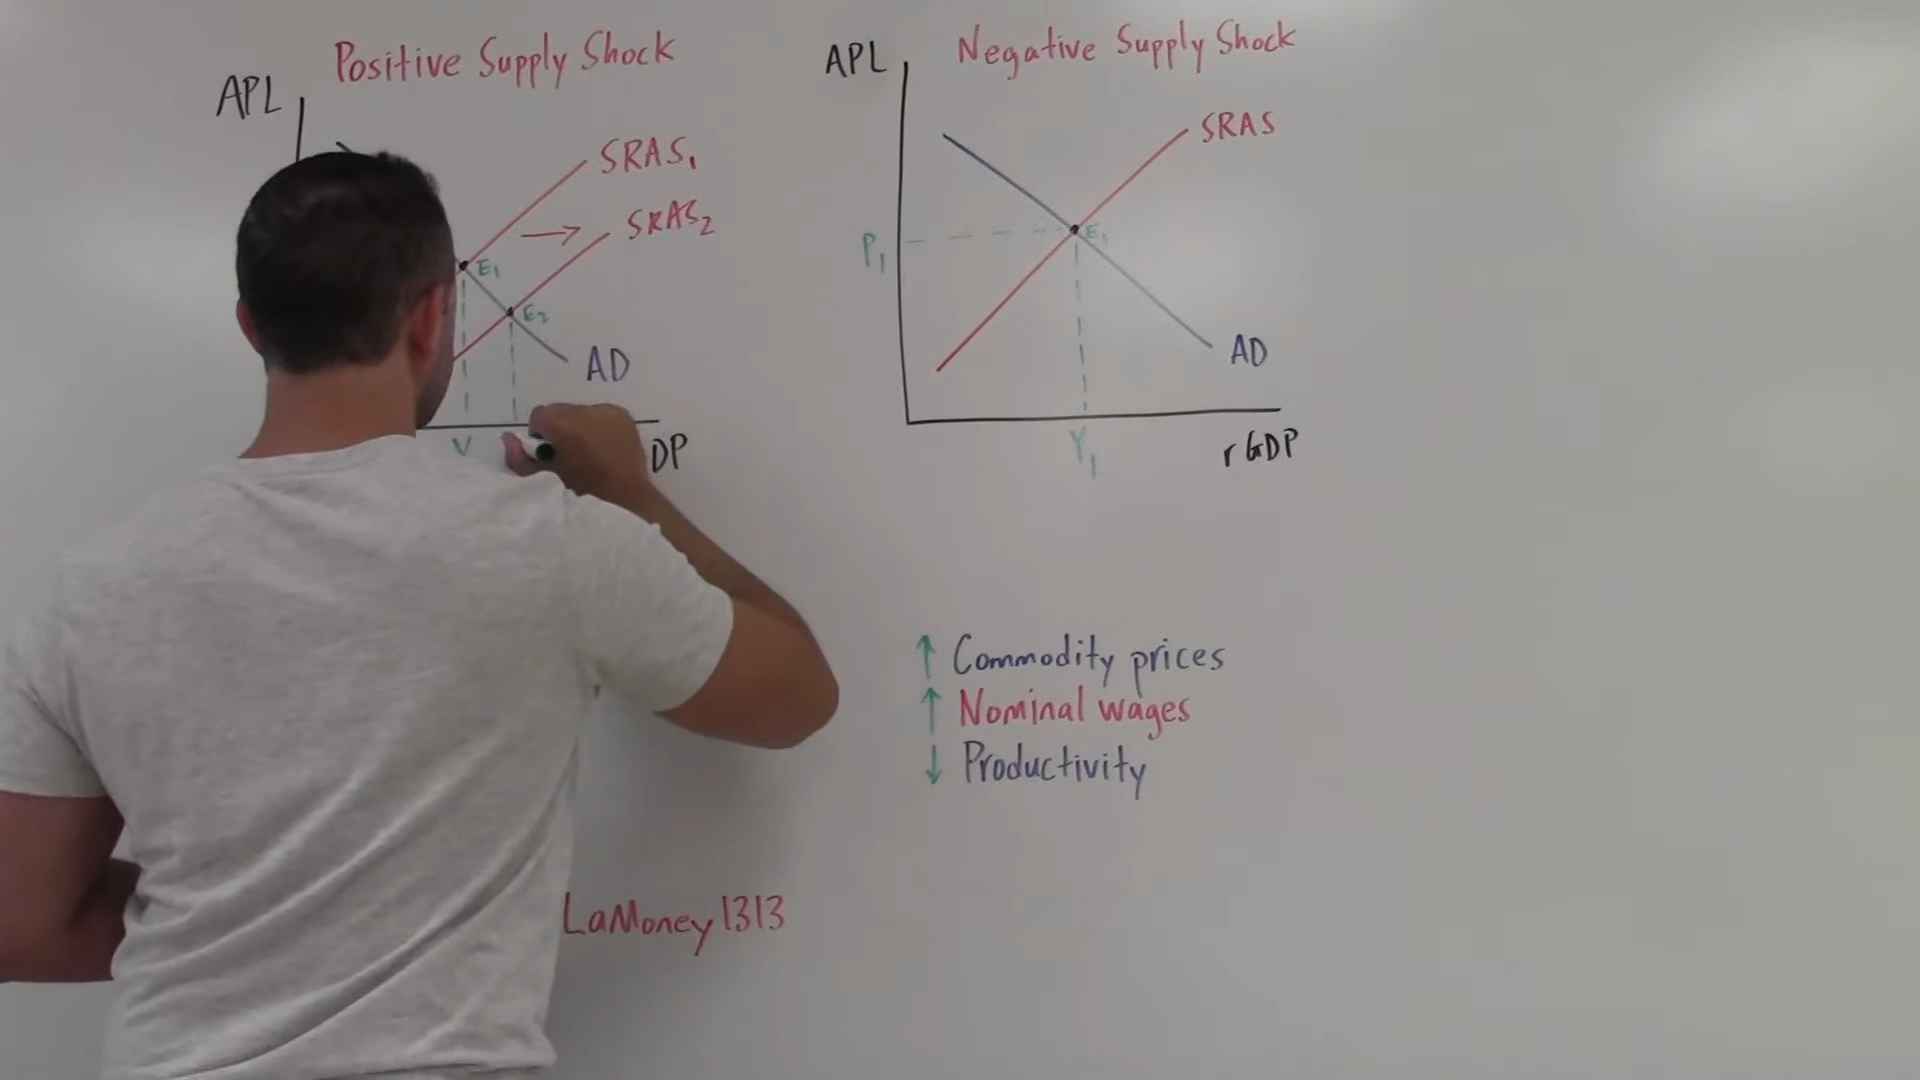 Positive Supply Shock
APL
SRAS1
SRAS2
E1
E2
AD
DP
Negative Supply Shock
APL
SRAS
P1
E1
AD
Y1
rGDP
↑ Commodity prices
↑ Nominal wages
↓ Productivity
LaMoney1313